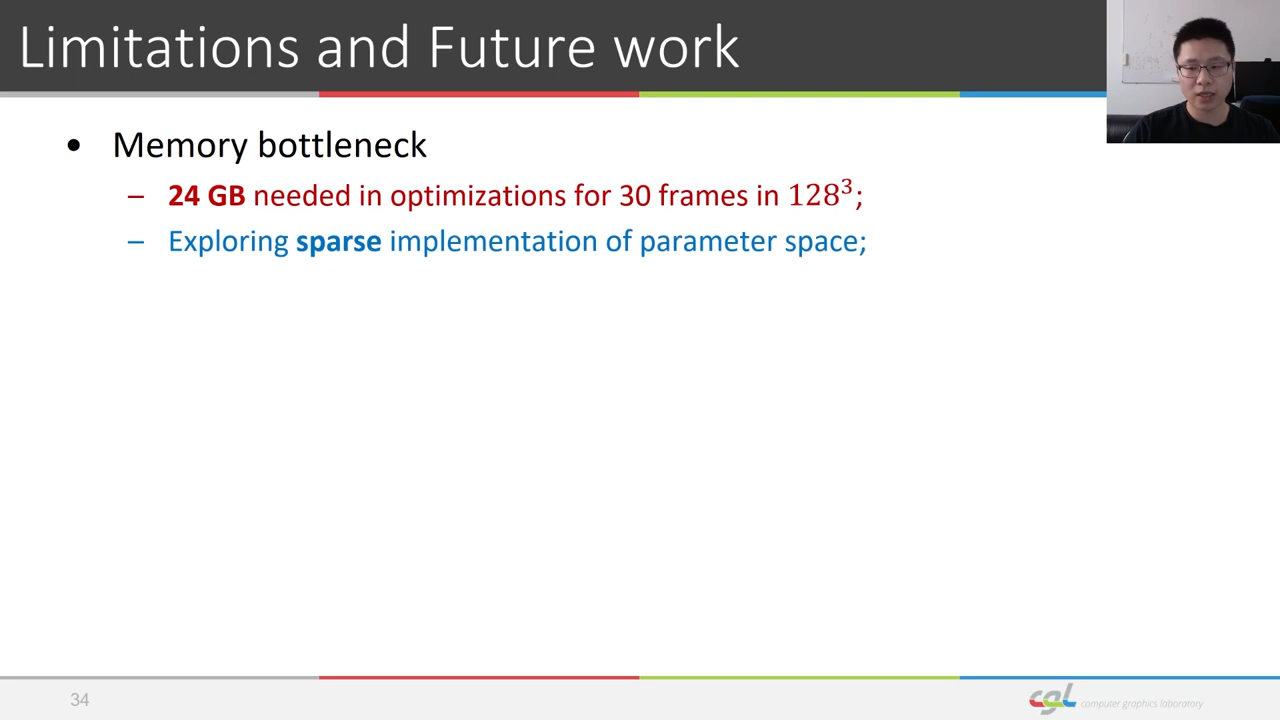 Limitations and Future work
• Memory bottleneck
– 24 GB needed in optimizations for 30 frames in 128³;
– Exploring sparse implementation of parameter space;
34
cgl computer graphics laboratory